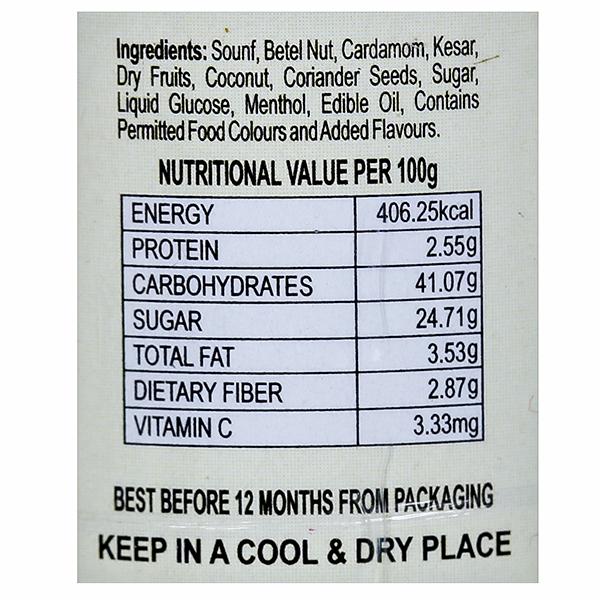 Ingredients: Sounf, Betel Nut, Cardamom, Kesar,
Dry Fruits, Coconut, Coriander Seeds, Sugar,
Liquid Glucose, Menthol, Edible Oil, Contains
Permitted Food Colours and Added Flavours.
NUTRITIONAL VALUE PER 100g
ENERGY 406.25kcal
PROTEIN 2.55g
CARBOHYDRATES 41.07g
SUGAR 24.71g
TOTAL FAT 3.53g
DIETARY FIBER 2.87g
VITAMIN C 3.33mg
BEST BEFORE 12 MONTHS FROM PACKAGING
KEEP IN A COOL & DRY PLACE